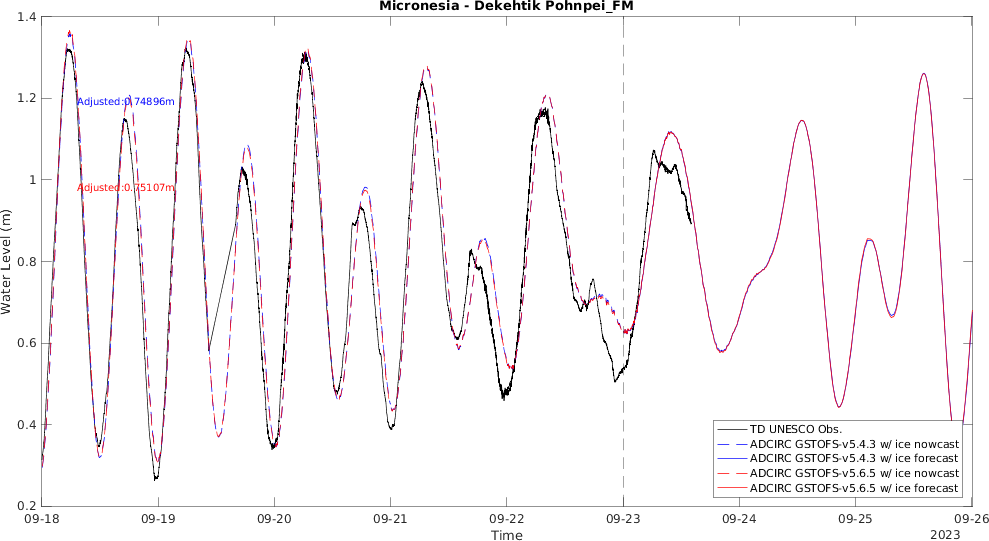 Micronesia - Dekehtik Pohnpei_FM
Water Level (m)
1.4
1.2
1
0.8
0.6
0.4
0.2
Adjusted:0.74896m
Adjusted:0.75107m
TD UNESCO Obs.
ADCIRC GSTOFS-v5.4.3 w/ ice nowcast
ADCIRC GSTOFS-v5.4.3 w/ ice forecast
ADCIRC GSTOFS-v5.6.5 w/ ice nowcast
ADCIRC GSTOFS-v5.6.5 w/ ice forecast
09-18 09-19 09-20 09-21 09-22 09-23 09-24 09-25 09-26
Time
2023